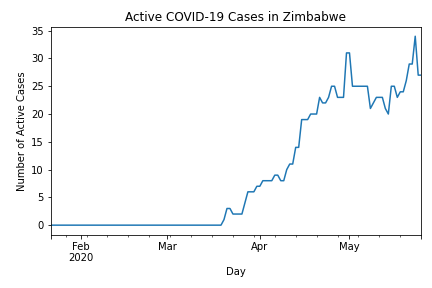 Active COVID-19 Cases in Zimbabwe
35
30
25
20
15
10
5
0
Number of Active Cases
Feb
2020
Mar
Apr
May
Day